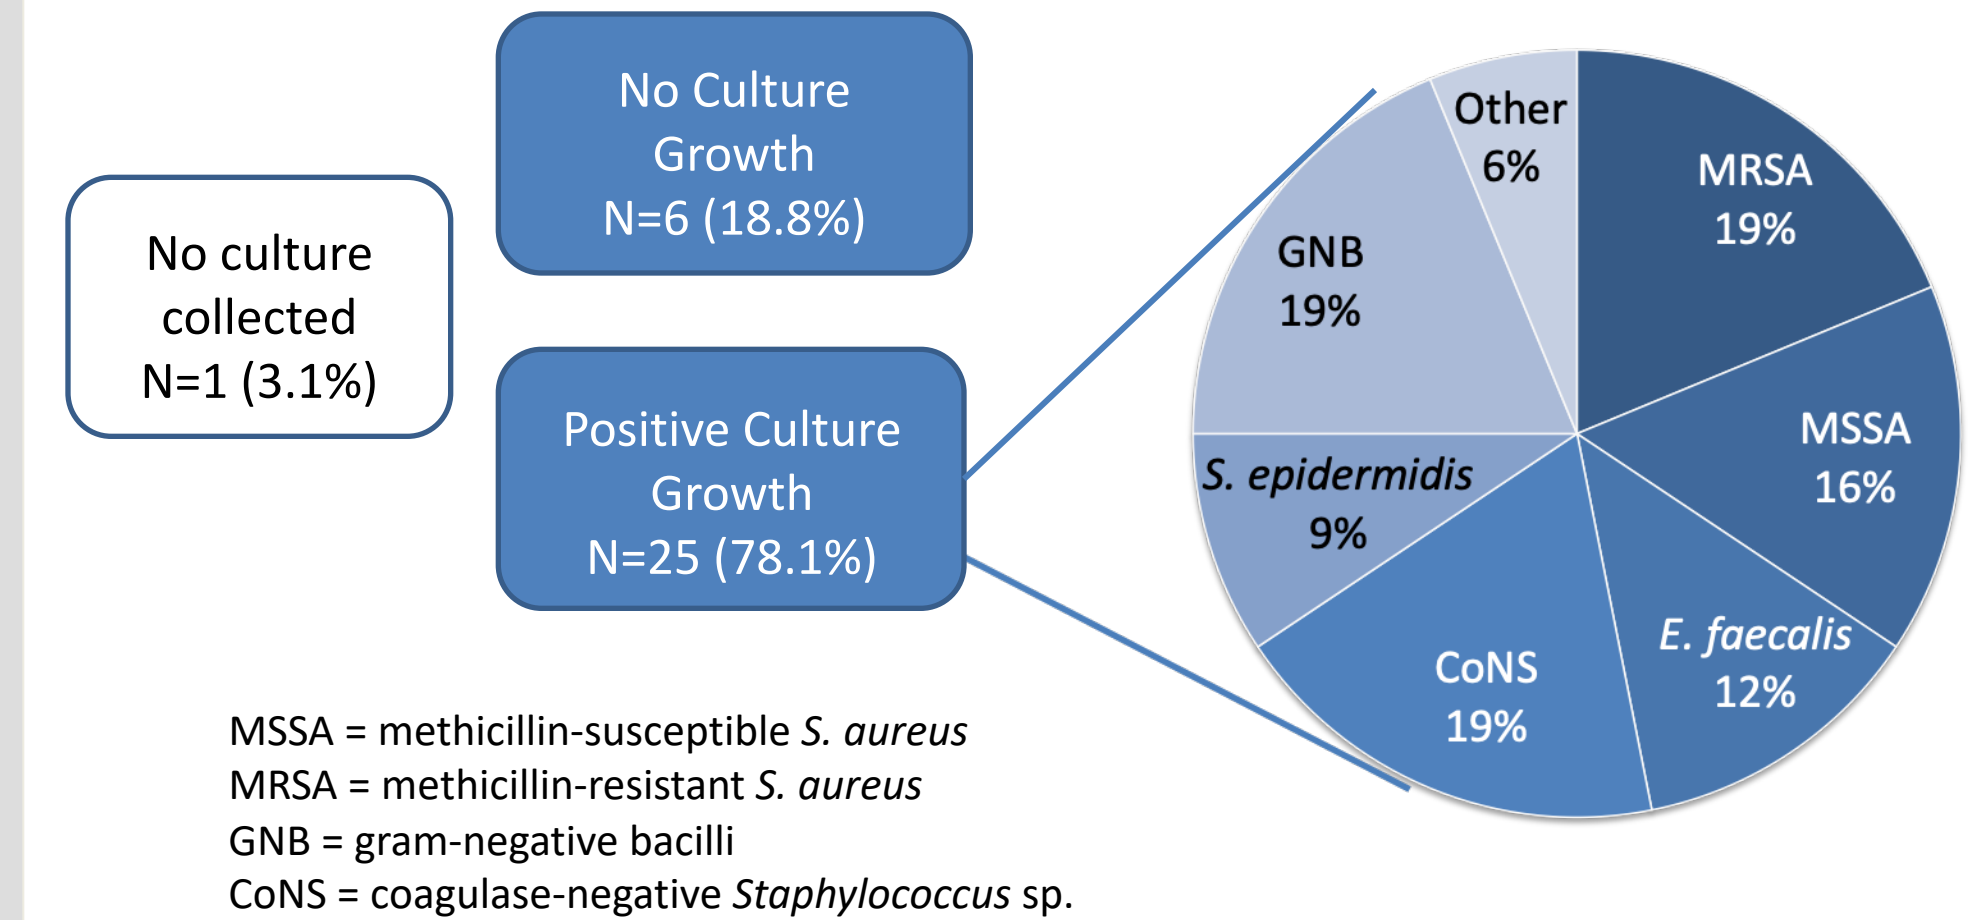 No culture
collected
N=1 (3.1%)
No Culture
Growth
N=6 (18.8%)
Positive Culture
Growth
N=25 (78.1%)
Other
6%
MRSA
19%
GNB
19%
MSSA
16%
S. epidermidis
9%
E. faecalis
12%
CoNS
19%
MSSA = methicillin-susceptible S. aureus
MRSA = methicillin-resistant S. aureus
GNB = gram-negative bacilli
CoNS = coagulase-negative Staphylococcus sp.